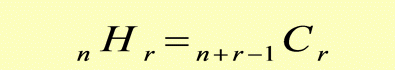 ₙHᵣ = ₙ₊ᵣ₋₁Cᵣ